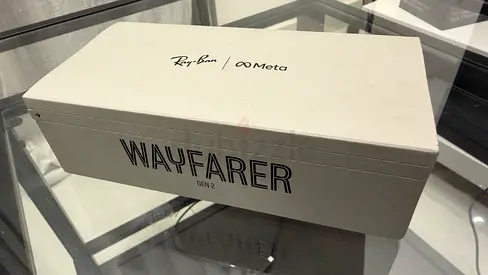 Ray-Ban | ∞ Meta
WAYFARER
GEN 2